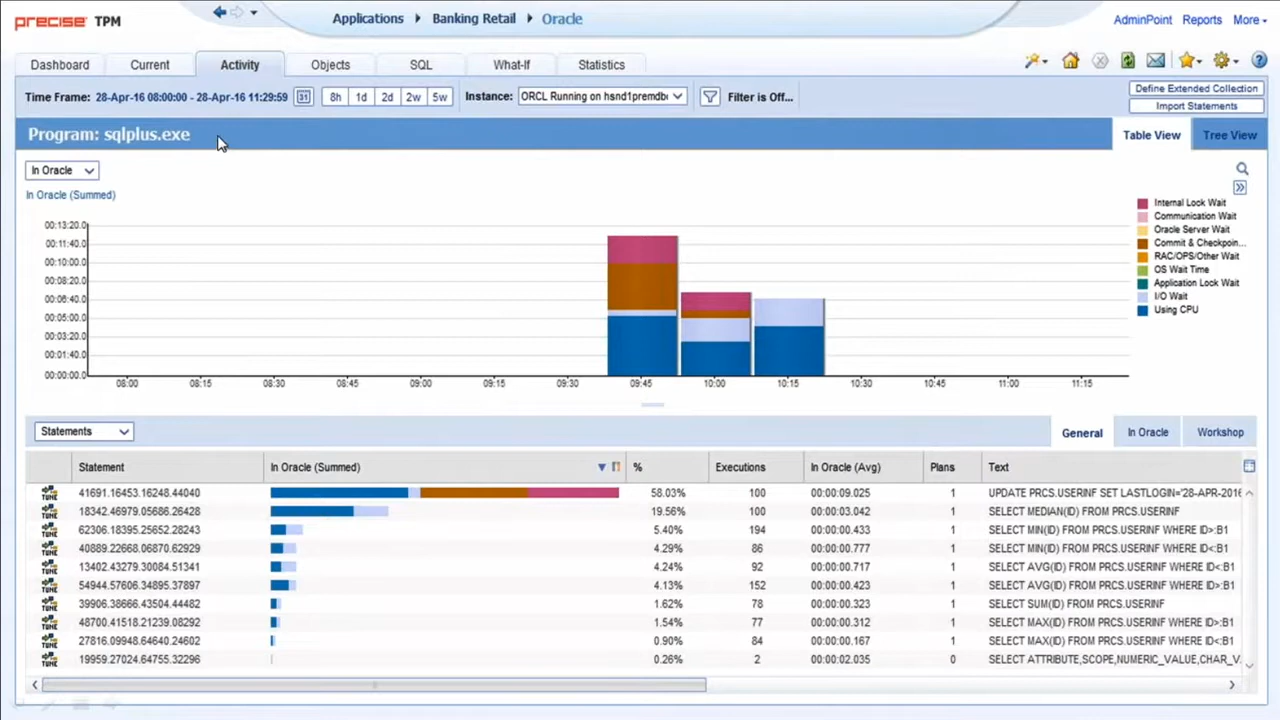 precise TPM
Applications Banking Retail Oracle
AdminPoint Reports More
Dashboard Current Activity Objects SQL What-If Statistics
Time Frame: 28-Apr-16 08:00:00 - 28-Apr-16 11:29:59 31 8h 1d 2d 2w 5w Instance: ORCL Running on hsnd1premdb Filter is Off...
Define Extended Collection
Import Statements
Program: sqlplus.exe
Table View Tree View
In Oracle
In Oracle (Summed)
00:13:20.0
00:11:40.0
00:10:00.0
00:08:20.0
00:06:40.0
00:05:00.0
00:03:20.0
00:01:40.0
00:00:00.0
08:00 08:15 08:30 08:45 09:00 09:15 09:30 09:45 10:00 10:15 10:30 10:45 11:00 11:15
Internal Lock Wait
Communication Wait
Oracle Server Wait
Commit & Checkpoin...
RAC/OPS/Other Wait
OS Wait Time
Application Lock Wait
I/O Wait
Using CPU
Statements
General In Oracle Workshop
Statement In Oracle (Summed) % Executions In Oracle (Avg) Plans Text
TUNE 41691.16453.16248.44040 58.03% 100 00:00:09.025 1 UPDATE PRCS.USERINF SET LASTLOGIN='28-APR-2016
TUNE 18342.46979.05686.26428 19.56% 100 00:00:03.042 1 SELECT MEDIAN(ID) FROM PRCS.USERINF
TUNE 62306.18395.25652.28243 5.40% 194 00:00:00.433 1 SELECT MIN(ID) FROM PRCS.USERINF WHERE ID>:B1
TUNE 40889.22668.06870.62929 4.29% 86 00:00:00.777 1 SELECT MIN(ID) FROM PRCS.USERINF WHERE ID<:B1
TUNE 13402.43279.30084.51341 4.24% 92 00:00:00.717 1 SELECT AVG(ID) FROM PRCS.USERINF WHERE ID<:B1
TUNE 54944.57606.34895.37897 4.13% 152 00:00:00.423 1 SELECT AVG(ID) FROM PRCS.USERINF WHERE ID>:B1
TUNE 39906.38666.43504.44482 1.62% 78 00:00:00.323 1 SELECT SUM(ID) FROM PRCS.USERINF
TUNE 48700.41518.21239.08292 1.54% 77 00:00:00.312 1 SELECT MAX(ID) FROM PRCS.USERINF WHERE ID>:B1
TUNE 27816.09948.64640.24602 0.90% 84 00:00:00.167 1 SELECT MAX(ID) FROM PRCS.USERINF WHERE ID<:B1
TUNE 19959.27024.64755.32296 0.26% 2 00:00:02.035 0 SELECT ATTRIBUTE,SCOPE,NUMERIC_VALUE,CHAR_V